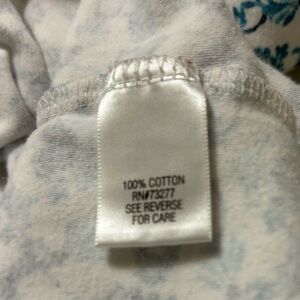 100% COTTON
RN#73277
SEE REVERSE
FOR CARE